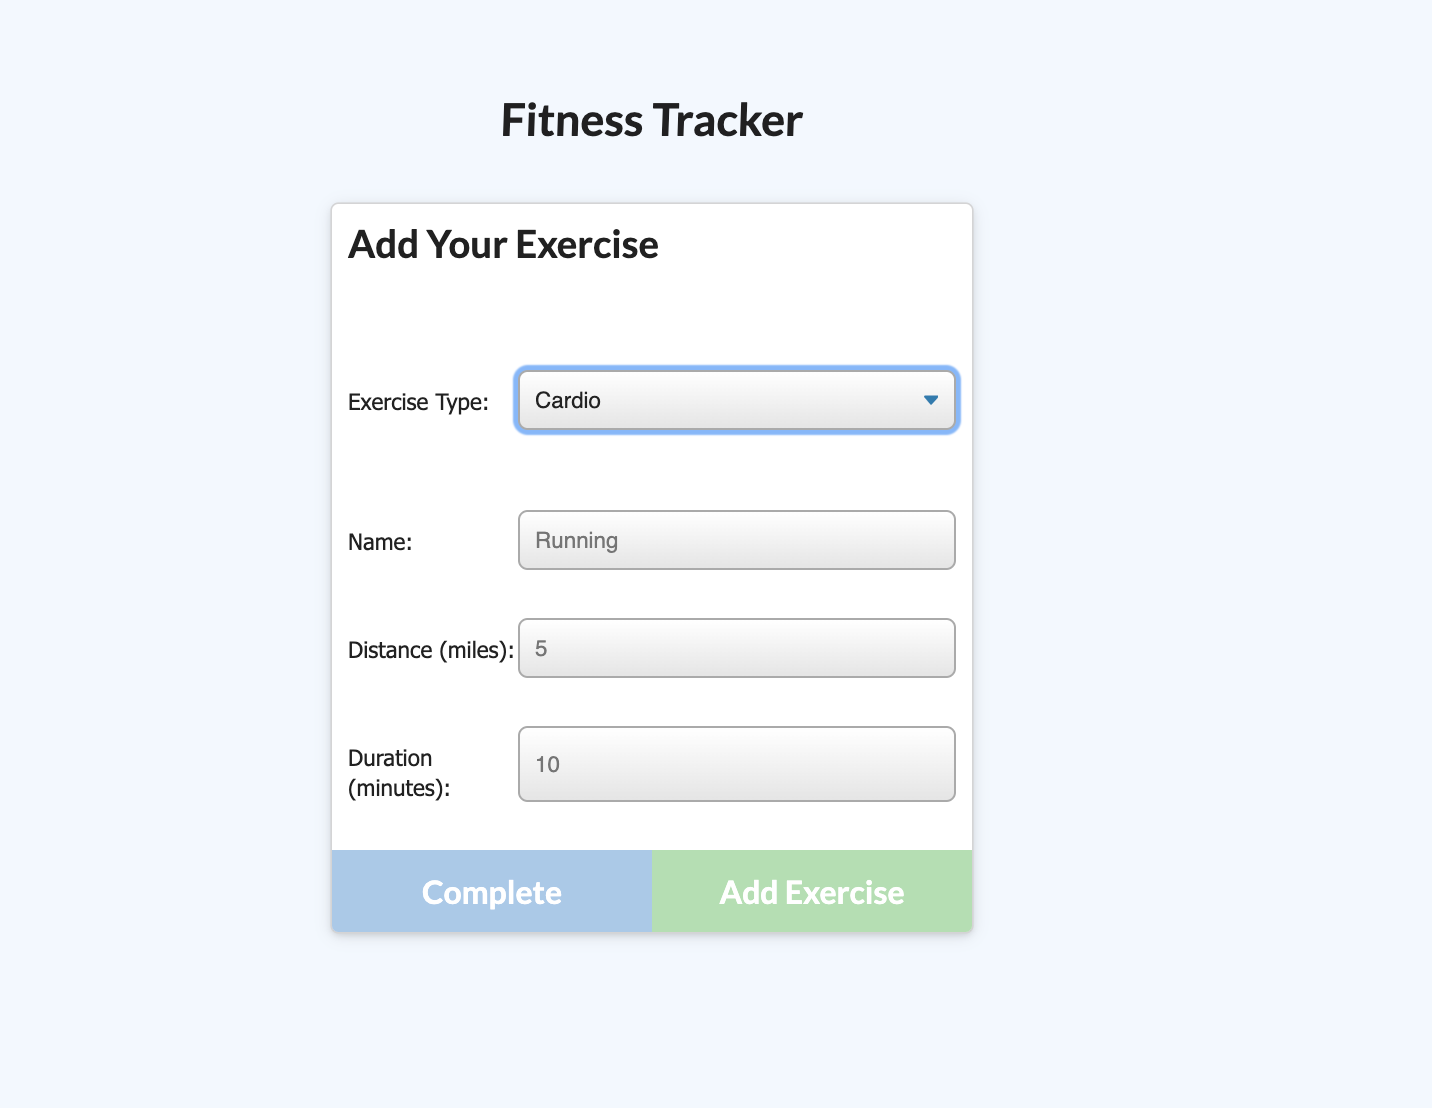 Fitness Tracker
Add Your Exercise
Exercise Type: Cardio
Name: Running
Distance (miles): 5
Duration
(minutes): 10
Complete Add Exercise